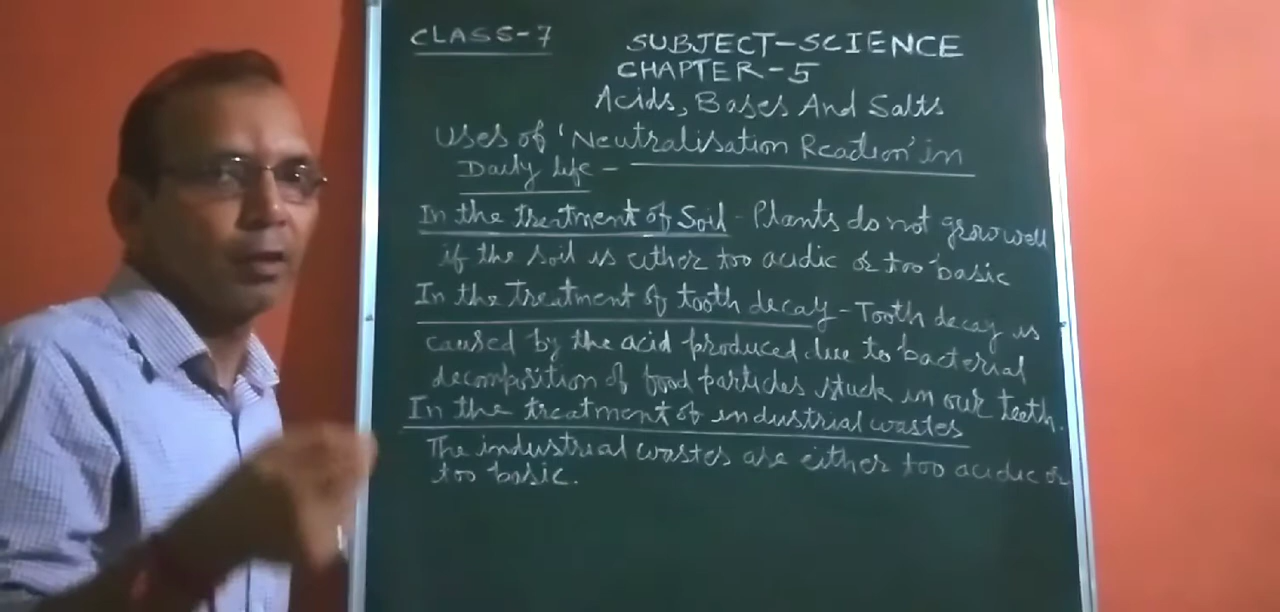 CLASS-7
SUBJECT-SCIENCE
CHAPTER-5
Acids, Bases And Salts
Uses of 'Neutralisation Reaction' in
Daily life -
In the treatment of Soil - Plants do not grow well
if the soil is either too acidic or too basic
In the treatment of tooth decay - Tooth decay is
caused by the acid produced due to bacterial
decomposition of food particles stuck in our teeth.
In the treatment of industrial wastes
The industrial wastes are either too acidic or
too basic.